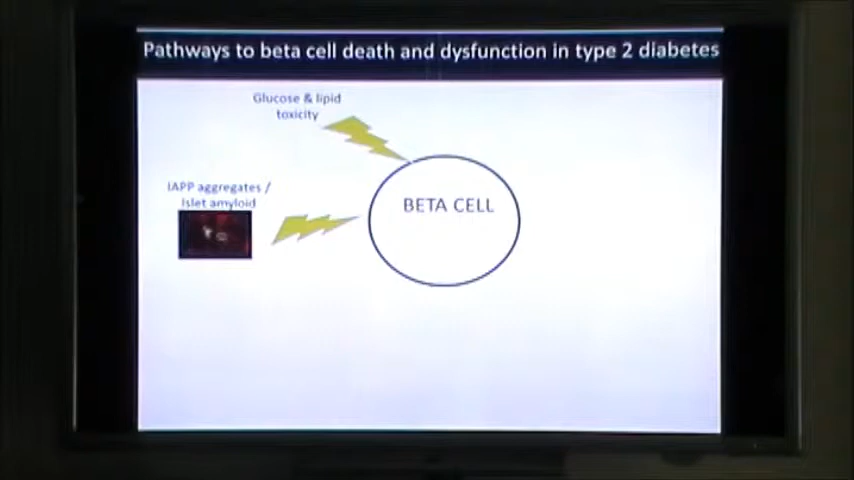 Pathways to beta cell death and dysfunction in type 2 diabetes
Glucose & lipid
toxicity
IAPP aggregates /
Islet amyloid
BETA CELL